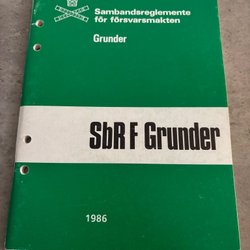 Sambandsreglemente
för försvarsmakten
Grunder
SbR F Grunder
1986